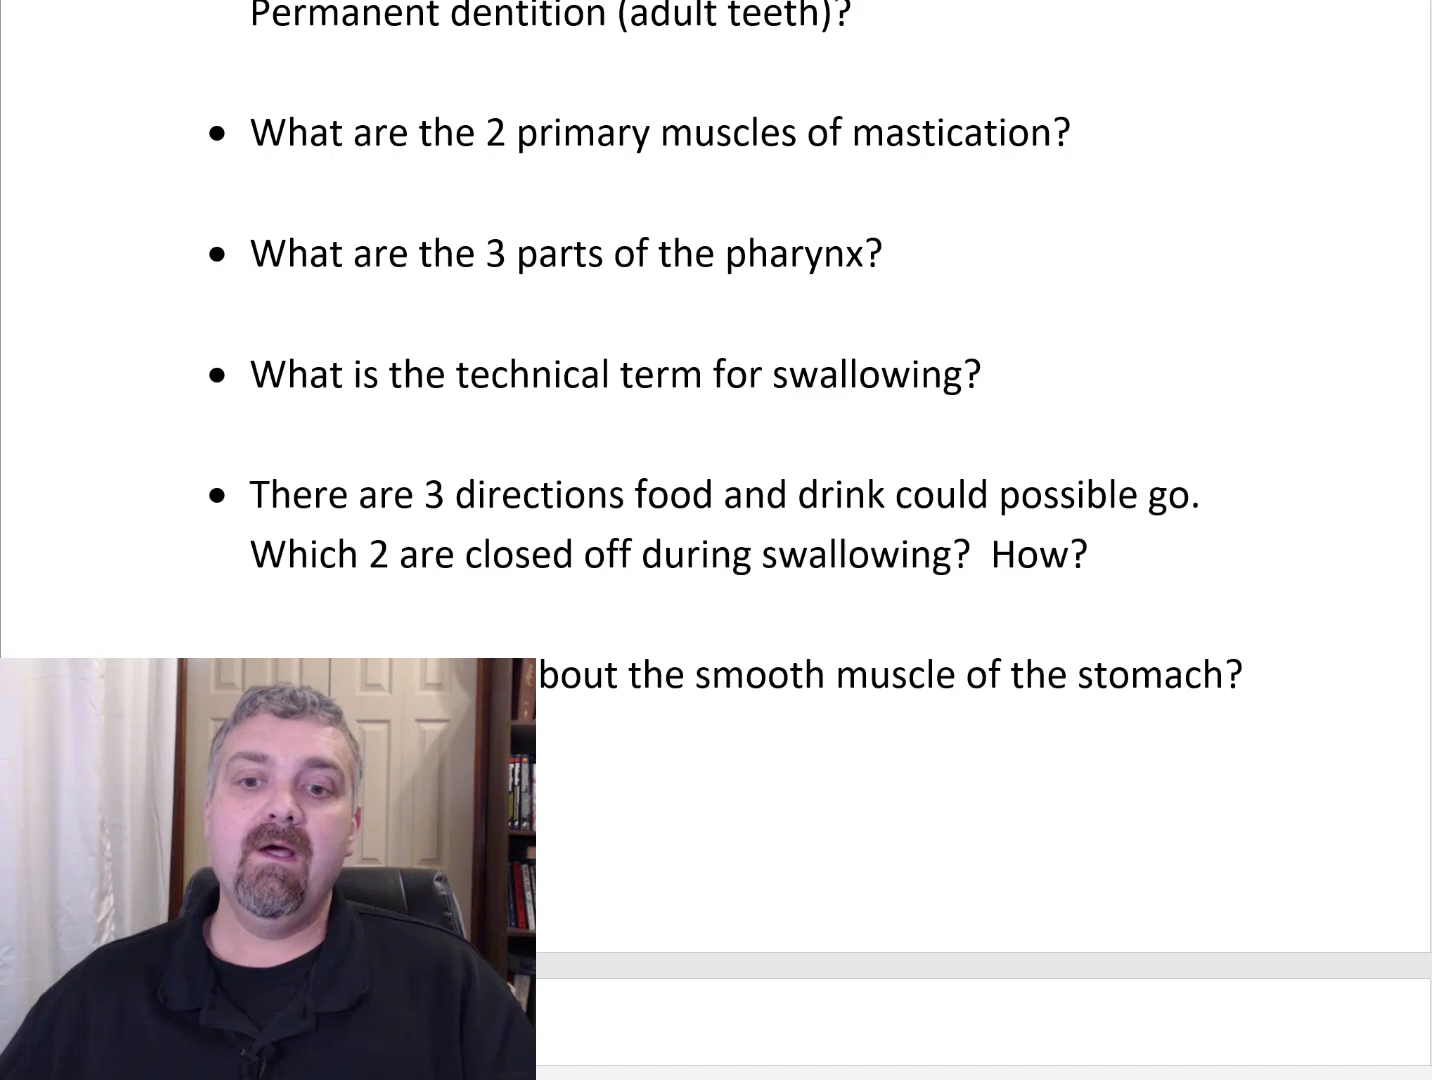 Permanent dentition (adult teeth)?
• What are the 2 primary muscles of mastication?
• What are the 3 parts of the pharynx?
• What is the technical term for swallowing?
• There are 3 directions food and drink could possible go.
Which 2 are closed off during swallowing?  How?
the smooth muscle of the stomach?